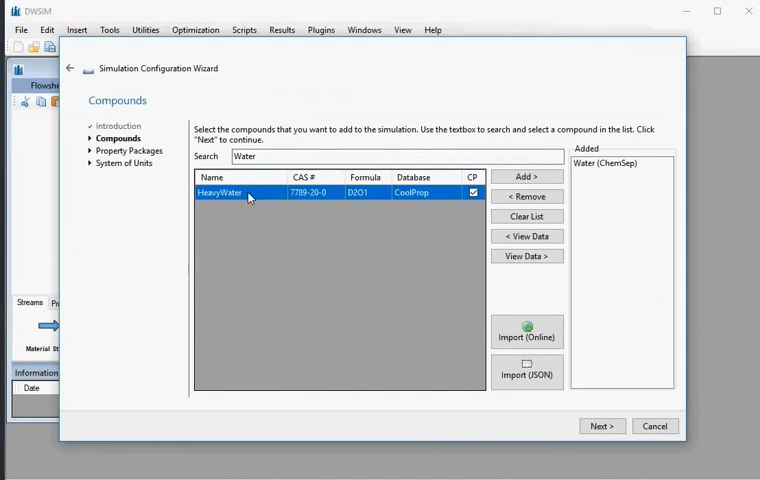 DWSIM
File Edit Insert Tools Utilities Optimization Scripts Results Plugins Windows View Help
Simulation Configuration Wizard
Flowshe
Compounds
Introduction
Compounds
Property Packages
System of Units
Select the compounds that you want to add to the simulation. Use the textbox to search and select a compound in the list. Click
"Next" to continue.
Search Water
Name CAS # Formula Database CP
HeavyWater 7789-20-0 D2O1 CoolProp
Add >
< Remove
Clear List
< View Data
View Data >
Import (Online)
Import (JSON)
Added
Water (ChemSep)
Streams Pr
Material St
Information
Date
Next > Cancel